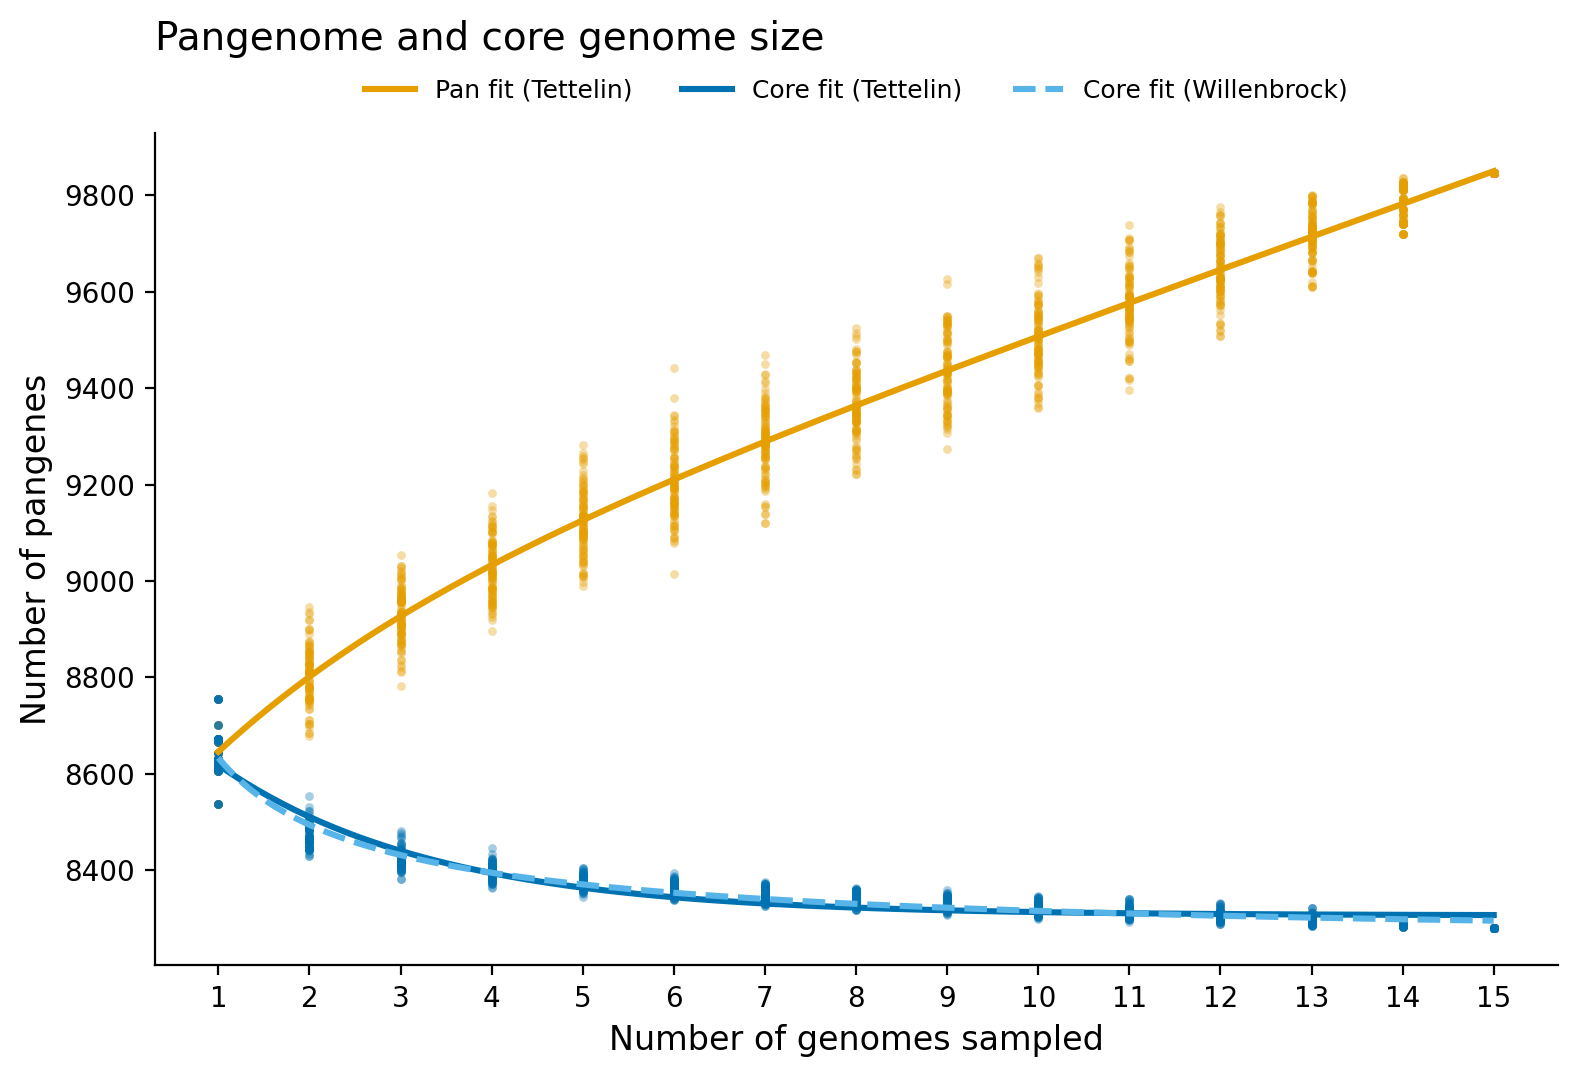 Pangenome and core genome size
Pan fit (Tettelin) Core fit (Tettelin) Core fit (Willenbrock)
Number of pangenes
9800
9600
9400
9200
9000
8800
8600
8400
1 2 3 4 5 6 7 8 9 10 11 12 13 14 15
Number of genomes sampled